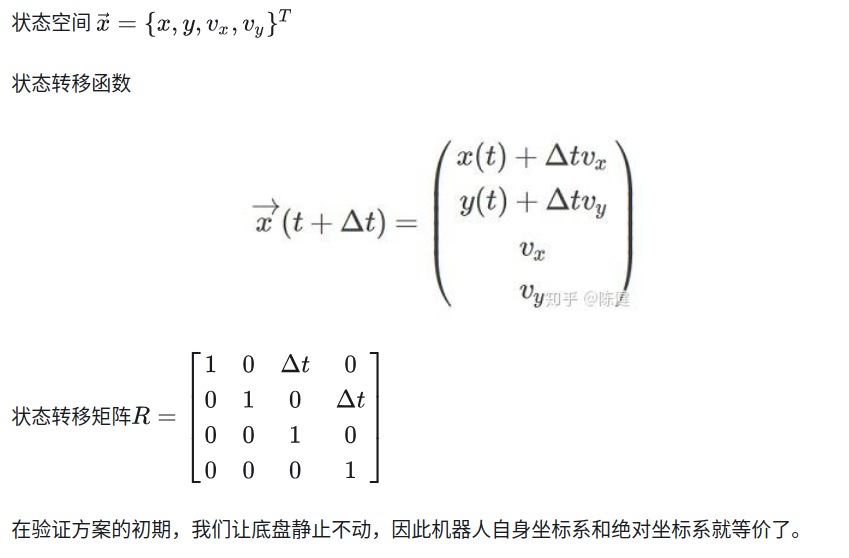 状态空间 $\vec{x} = \{x, y, v_x, v_y\}^T$
状态转移函数
$\overrightarrow{x}(t + \Delta t) = \begin{pmatrix} x(t) + \Delta t v_x \\ y(t) + \Delta t v_y \\ v_x \\ v_y \end{pmatrix}$
知乎 @陈
状态转移矩阵$R = \begin{bmatrix} 1 & 0 & \Delta t & 0 \\ 0 & 1 & 0 & \Delta t \\ 0 & 0 & 1 & 0 \\ 0 & 0 & 0 & 1 \end{bmatrix}$
在验证方案的初期，我们让底盘静止不动，因此机器人自身坐标系和绝对坐标系就等价了。